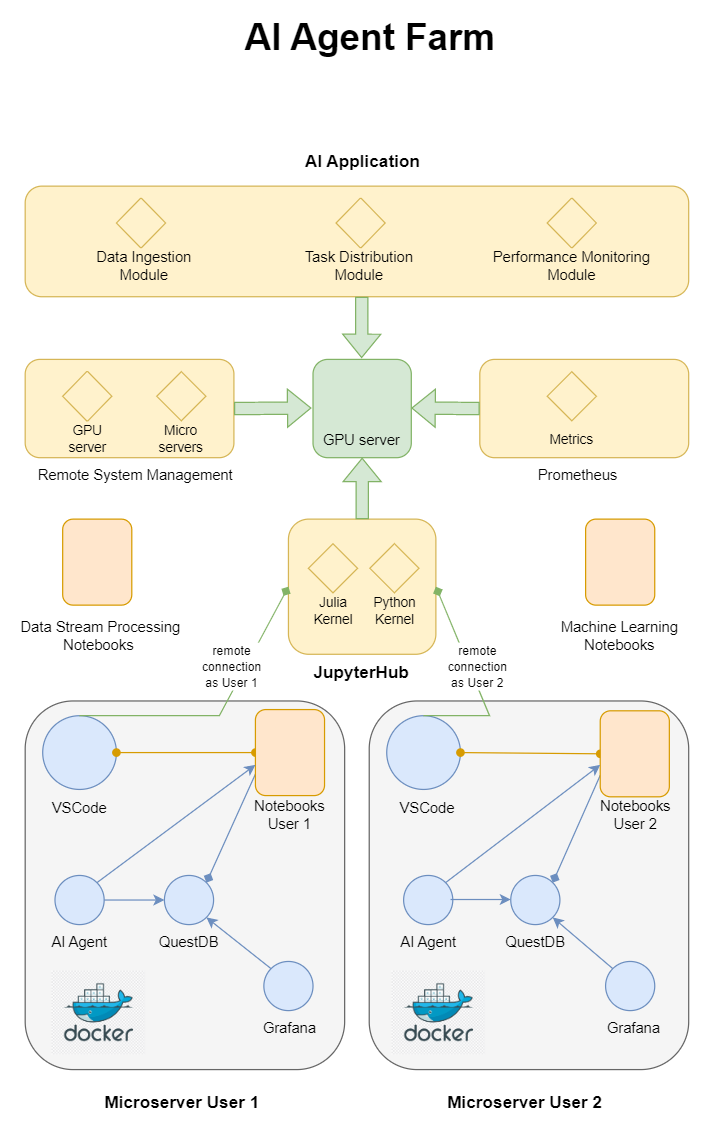 AI Agent Farm
AI Application
Data Ingestion
Module
Task Distribution
Module
Performance Monitoring
Module
GPU
server
Micro
servers
Remote System Management
GPU server
Metrics
Prometheus
Data Stream Processing
Notebooks
Julia
Kernel
Python
Kernel
JupyterHub
Machine Learning
Notebooks
remote
connection
as User 1
remote
connection
as User 2
VSCode
Notebooks
User 1
AI Agent
QuestDB
Grafana
docker
Microserver User 1
VSCode
Notebooks
User 2
AI Agent
QuestDB
Grafana
docker
Microserver User 2